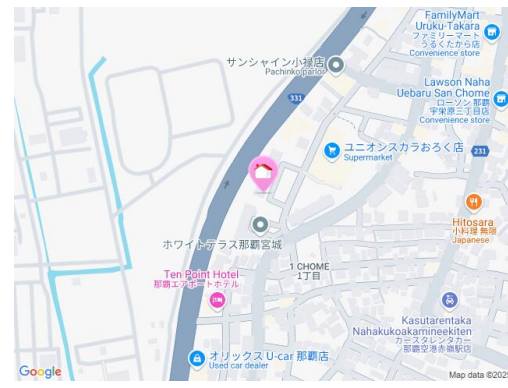 FamilyMart
Uruku Takara
ファミリーマート
うるくたから店
Convenience store
サンシャイン小禄店
Pachinko parlor
Lawson Naha
Uebaru San Chome
ローソン 那覇
宇栄原三丁目店
Convenience store
331
ユニオンスカラおろく店
Supermarket
231
Hitosara
小料理 無限
Japanese
ホワイトテラス那覇宮城
1 CHOME
1丁目
Ten Point Hotel
那覇エアポートホテル
Kasutarentaka
Nahakukoakamineekiten
カースタレンタカー
那覇空港赤嶺駅店
オリックス U-car 那覇店
Used car dealer
Google
Map data ©2025